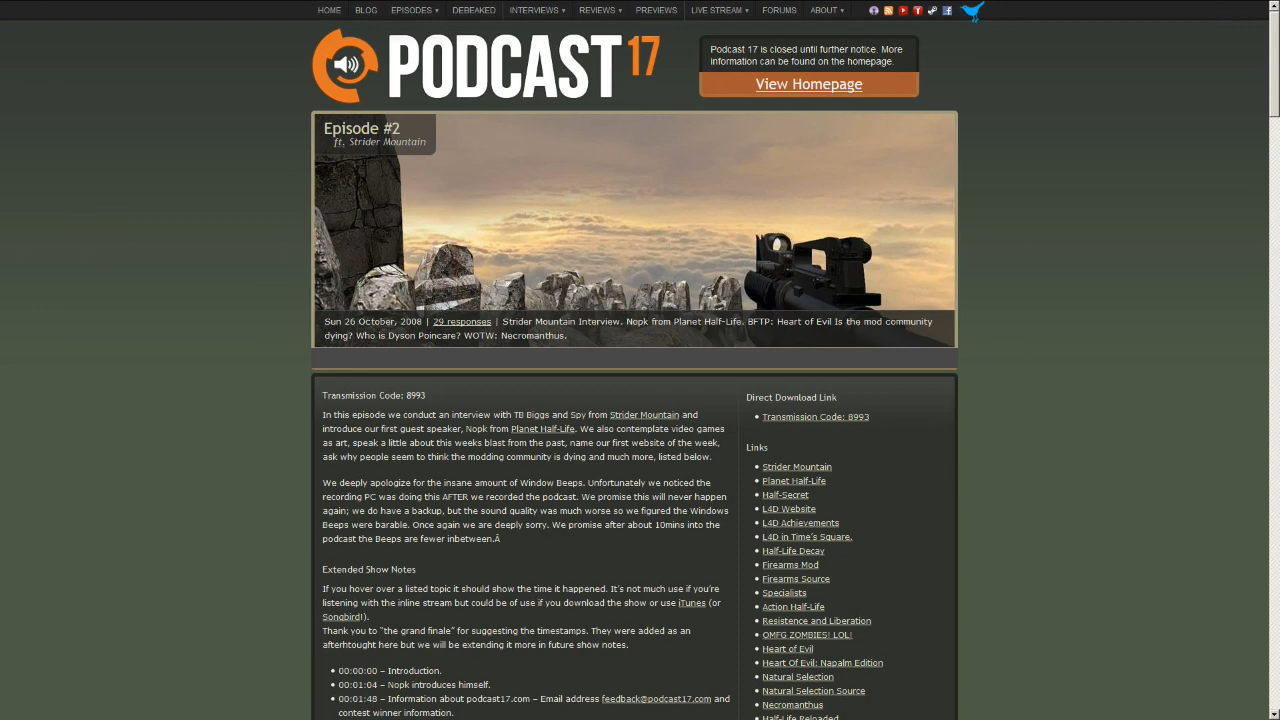 HOME BLOG EPISODES DEBEAKED INTERVIEWS REVIEWS PREVIEWS LIVE STREAM FORUMS ABOUT
PODCAST 17
Podcast 17 is closed until further notice. More
information can be found on the homepage.
View Homepage
Episode #2
ft. Strider Mountain
Sun 26 October, 2008 | 29 responses | Strider Mountain Interview. Nopk from Planet Half-Life. BFTP: Heart of Evil Is the mod community
dying? Who is Dyson Poincare? WOTW: Necromanthus.
Transmission Code: 8993
In this episode we conduct an interview with TB Biggs and Spy from Strider Mountain and
introduce our first guest speaker, Nopk from Planet Half-Life. We also contemplate video games
as art, speak a little about this weeks blast from the past, name our first website of the week,
ask why people seem to think the modding community is dying and much more, listed below.
We deeply apologize for the insane amount of Window Beeps. Unfortunately we noticed the
recording PC was doing this AFTER we recorded the podcast. We promise this will never happen
again; we do have a backup, but the sound quality was much worse so we figured the Windows
Beeps were barable. Once again we are deeply sorry. We promise after about 10mins into the
podcast the Beeps are fewer inbetween.Â
Extended Show Notes
If you hover over a listed topic it should show the time it happened. It's not much use if you're
listening with the inline stream but could be of use if you download the show or use iTunes (or
Songbird!).
Thank you to "the grand finale" for suggesting the timestamps. They were added as an
afterhtought here but we will be extending it more in future show notes.
• 00:00:00 – Introduction.
• 00:01:04 – Nopk introduces himself.
• 00:01:48 – Information about podcast17.com – Email address feedback@podcast17.com and
contest winner information.
Direct Download Link
• Transmission Code: 8993
Links
• Strider Mountain
• Planet Half-Life
• Half-Secret
• L4D Website
• L4D Achievements
• L4D in Time's Square.
• Half-Life Decay
• Firearms Mod
• Firearms Source
• Specialists
• Action Half-Life
• Resistence and Liberation
• OMFG ZOMBIES! LOL!
• Heart of Evil
• Heart Of Evil: Napalm Edition
• Natural Selection
• Natural Selection Source
• Necromanthus
• Half-Life Reloaded